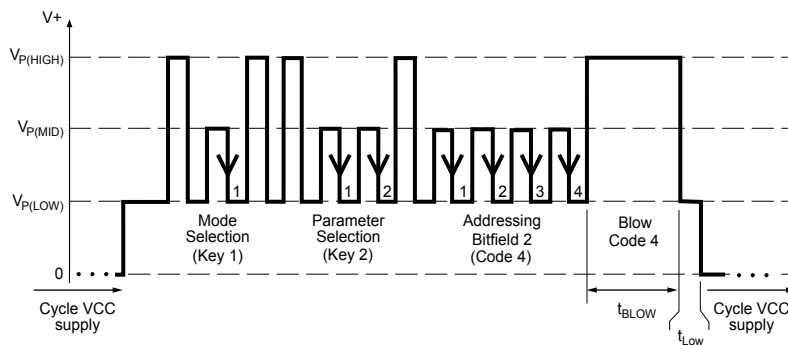 V+
VP(HIGH)
VP(MID)
VP(LOW)
0
1
1
2
1
2
3
4
Mode
Selection
(Key 1)
Parameter
Selection
(Key 2)
Addressing
Bitfield 2
(Code 4)
Blow
Code 4
Cycle VCC
supply
tBLOW
tLow
Cycle VCC
supply